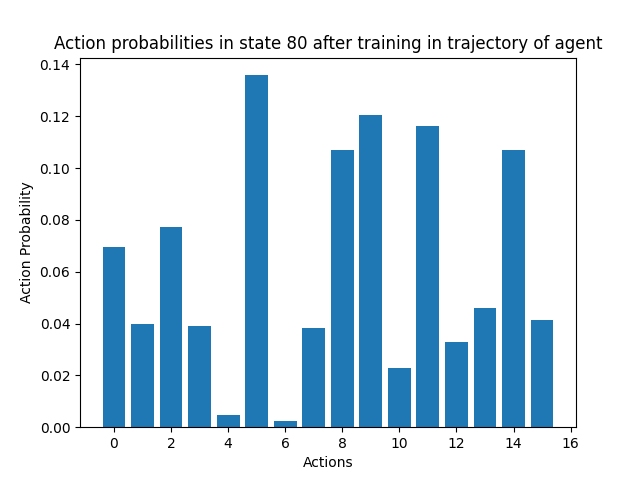 Action probabilities in state 80 after training in trajectory of agent
0.14
0.12
0.10
0.08
0.06
0.04
0.02
0.00
Action Probability
0 2 4 6 8 10 12 14 16
Actions